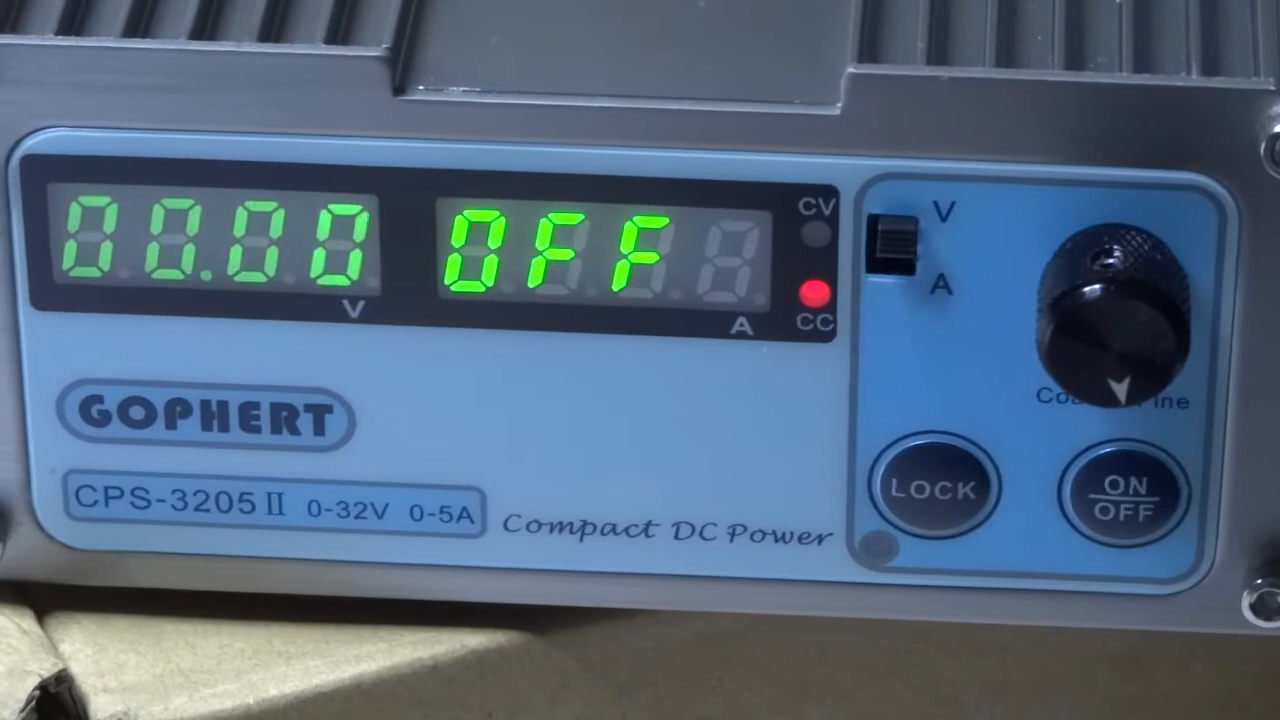 00.00 OFF
V
A
CV
CC
GOPHERT
CPS-3205Ⅱ 0-32V 0-5A
Compact DC Power
V
A
LOCK
ON
OFF